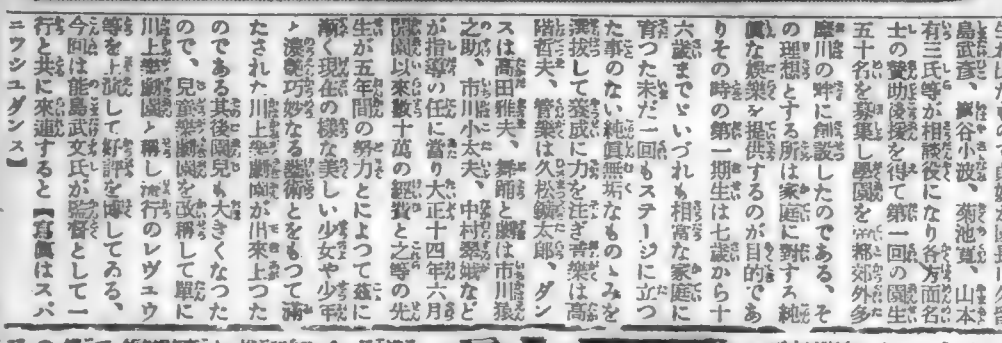 島武彦、巖谷小波、菊池寛、山本
有三氏等が相談役になり各方面名
士の賛助後援を得て第一回の園生
五十名を募集し學園を帝都郊外多
摩川の畔に創設したのである、そ
の理想とする所は家庭に對する純
眞な娯樂を提供するのが目的であ
りその時の第一期生は七歳から十
六歳までゞいづれも相當な家庭に
育つた未だ一回もステージに立つ
た事のない純眞無垢なものゝみを
選拔して養成に力を注ぎ音樂は高
階哲夫、管樂は久松鑛太郎、ダン
スは高田雅夫、舞踊と劇は市川猿
之助、市川小太夫、中村翠娥など
が指導の任に當り大正十四年六月
開園以來數十萬の經費と之等の先
生が五年間の努力とによつて茲に
漸く現在の樣な美しい少女や少年
と濃艶巧妙なる藝術とをもつて滿
たされた川上樂劇園が出來上つた
のである其後園兒も大きくなつた
ので、兒童樂劇園を改稱して單に
川上樂劇園と稱し流行のレヴユウ
等を上演して好評を博してゐる、
今回は能島武文氏が監督として一
行と共に來連すると【寫眞はスパ
ニツシユダンス】